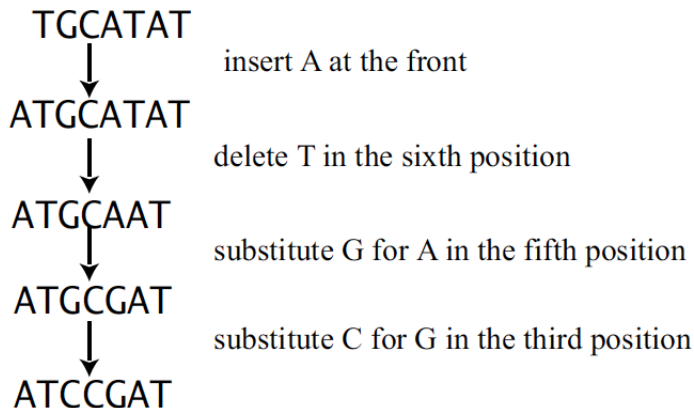 TGCATAT
insert A at the front
ATGCATAT
delete T in the sixth position
ATGCAAT
substitute G for A in the fifth position
ATGCGAT
substitute C for G in the third position
ATCCGAT